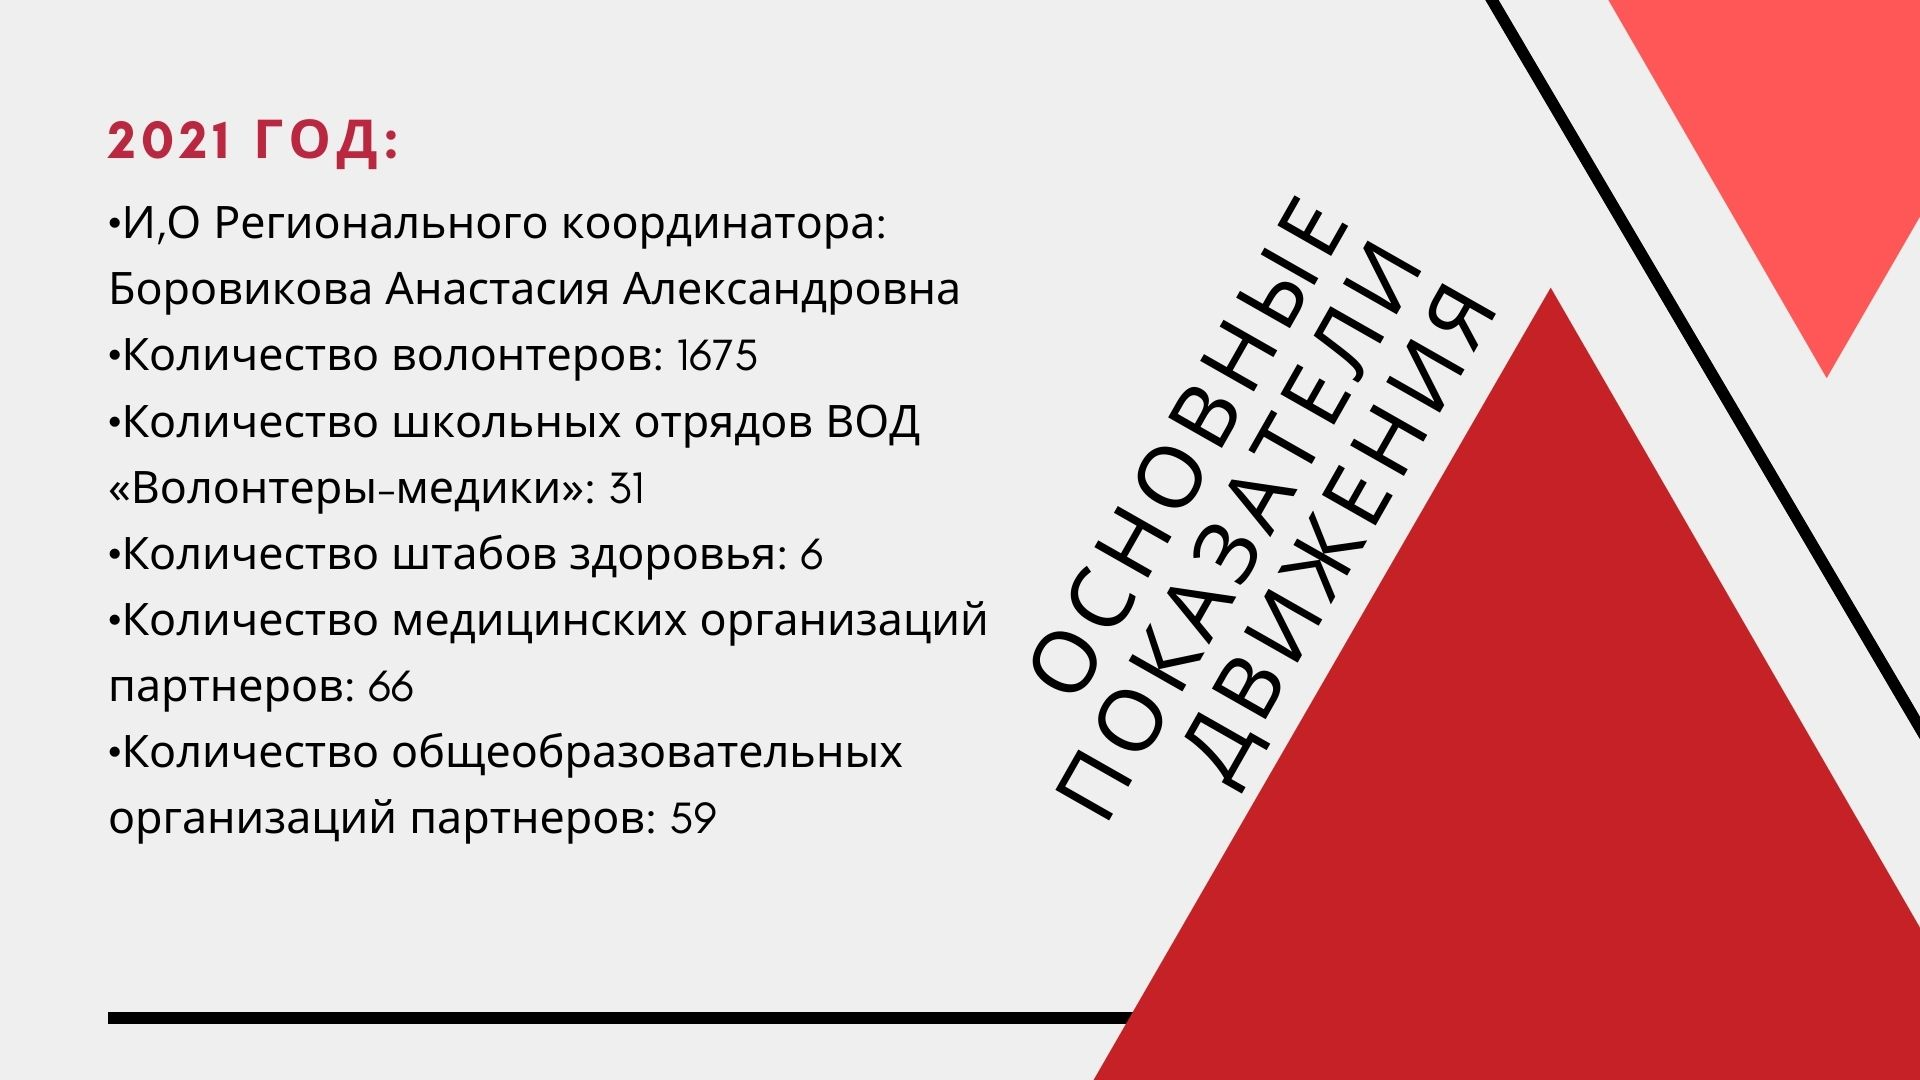 2021 ГОД:
•И,О Регионального координатора:
Боровикова Анастасия Александровна
•Количество волонтеров: 1675
•Количество школьных отрядов ВОД
«Волонтеры-медики»: 31
•Количество штабов здоровья: 6
•Количество медицинских организаций
партнеров: 66
•Количество общеобразовательных
организаций партнеров: 59
ОСНОВНЫЕ
ПОКАЗАТЕЛИ
ДВИЖЕНИЯ